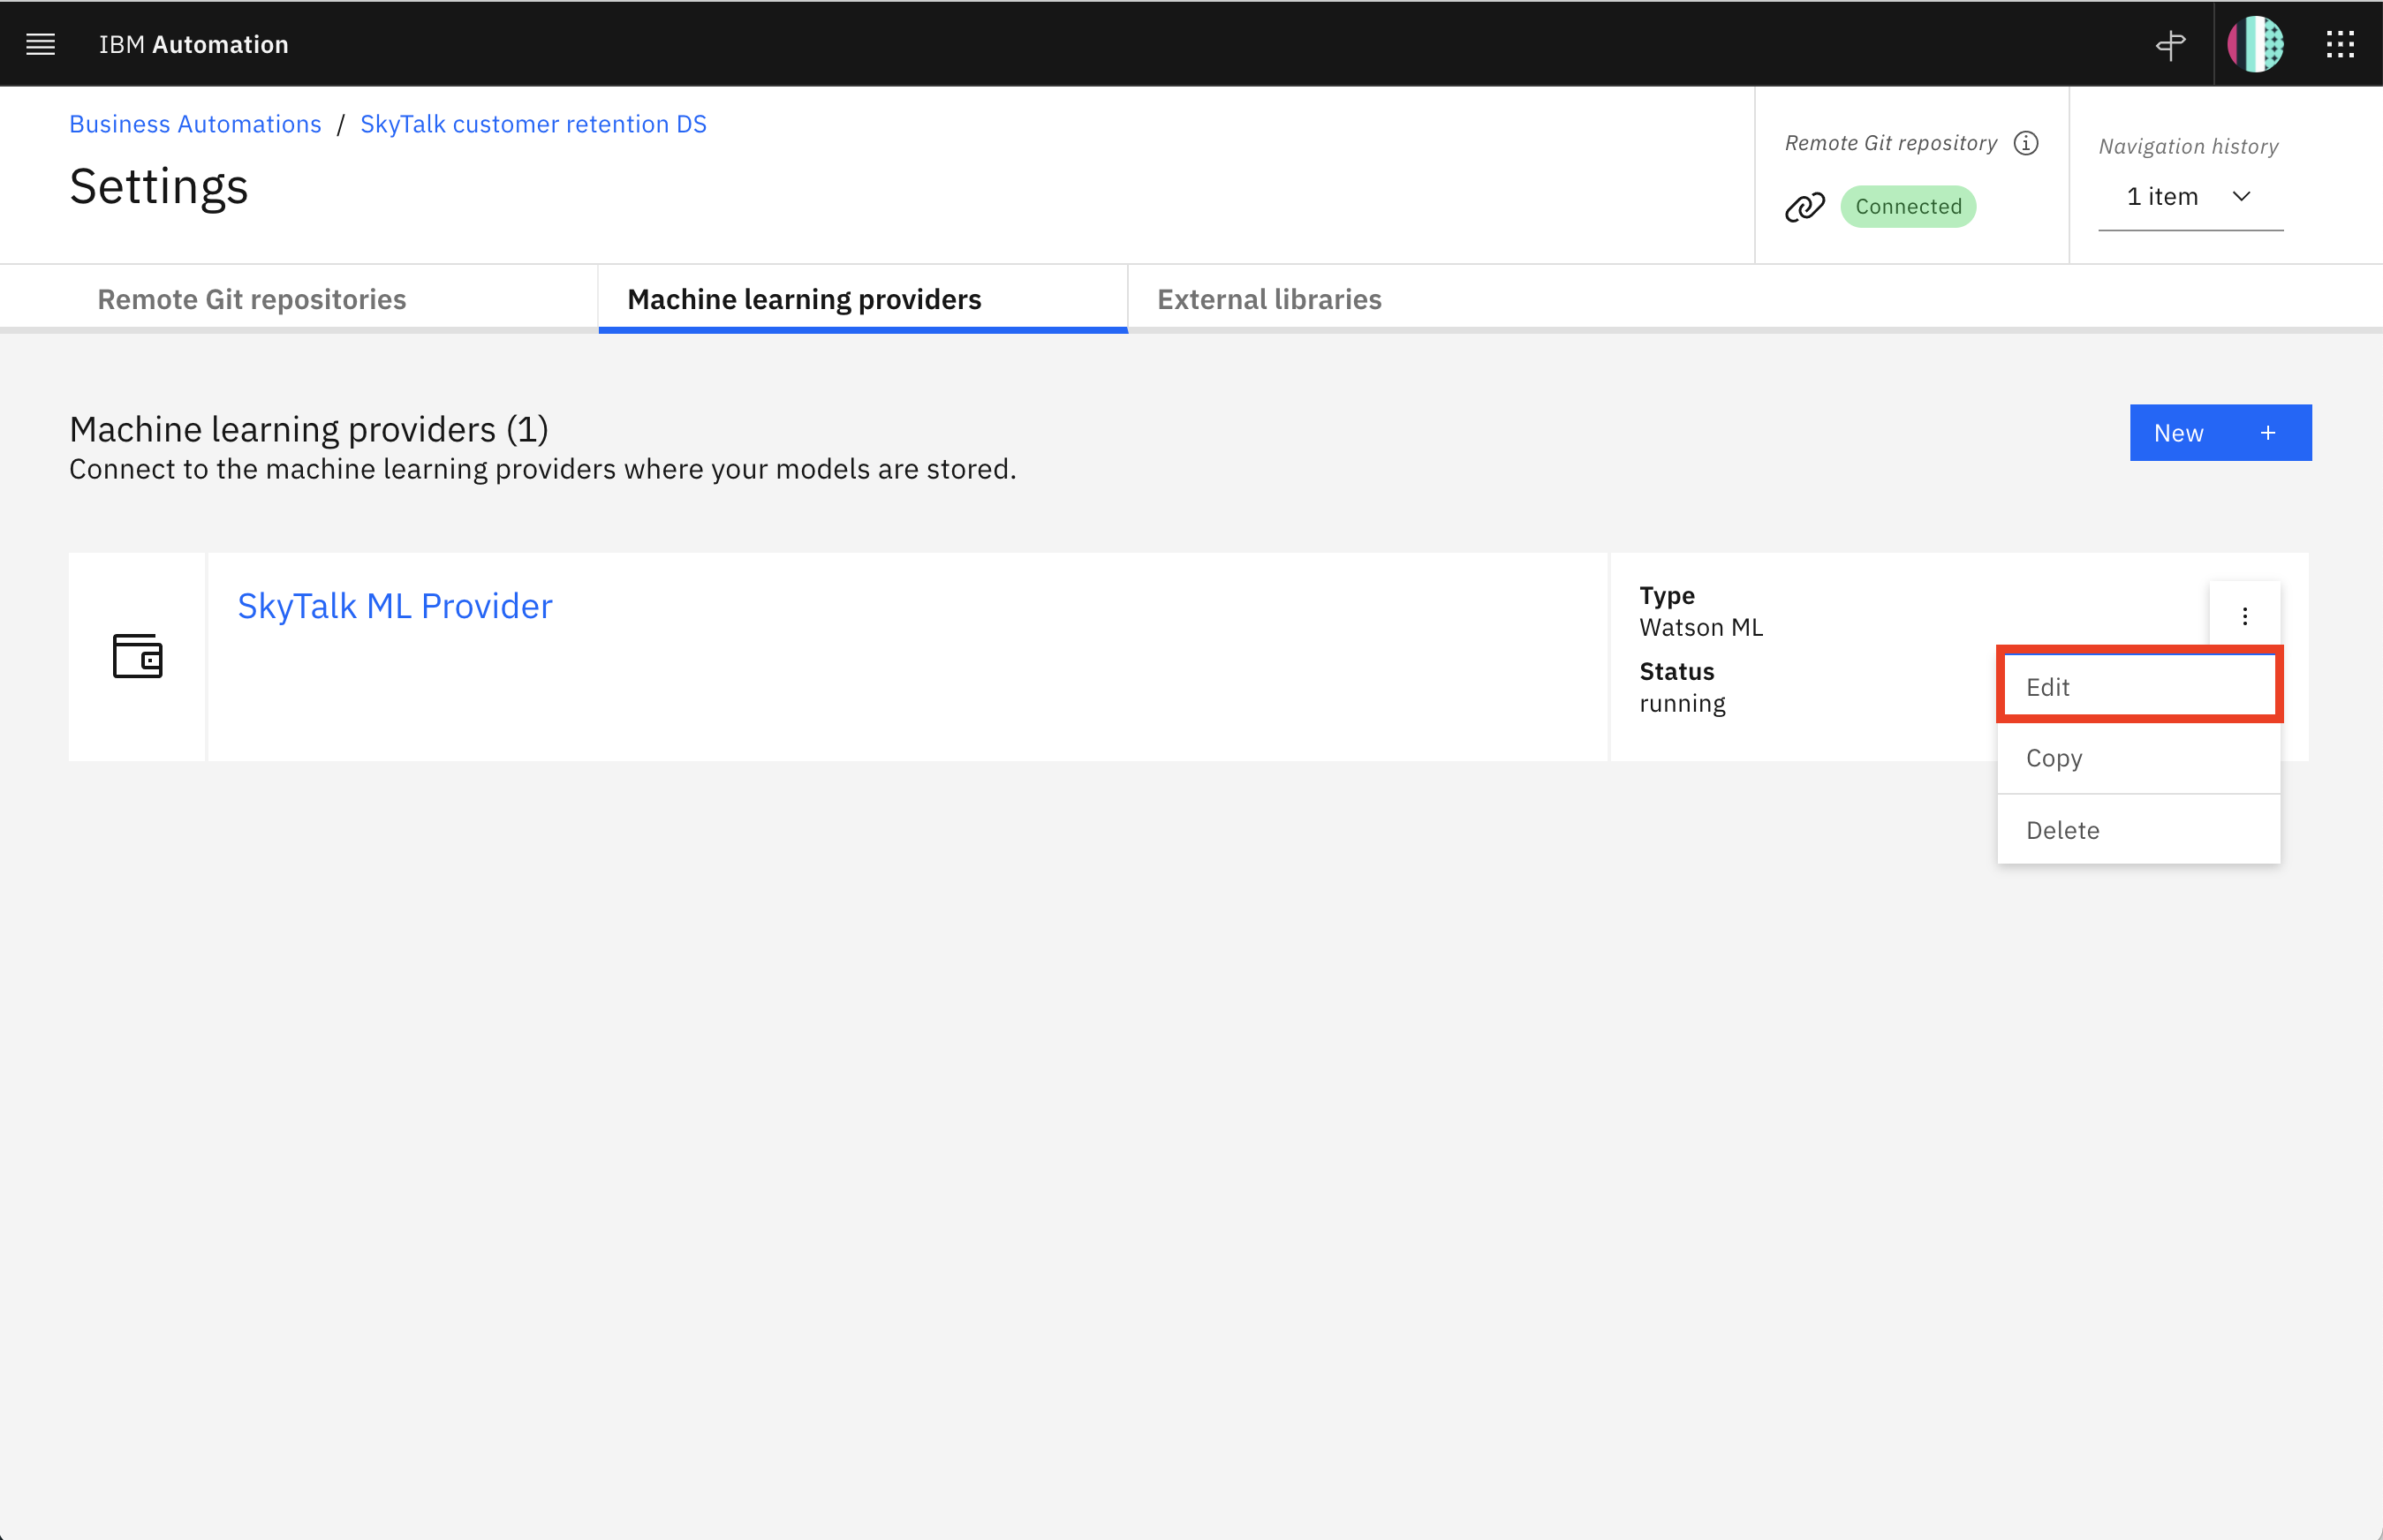 IBM Automation
Business Automations / SkyTalk customer retention DS
Settings
Remote Git repository
Connected
Navigation history
1 item
Remote Git repositories
Machine learning providers
External libraries
Machine learning providers (1)
Connect to the machine learning providers where your models are stored.
New +
SkyTalk ML Provider
Type
Watson ML
Status
running
Edit
Copy
Delete